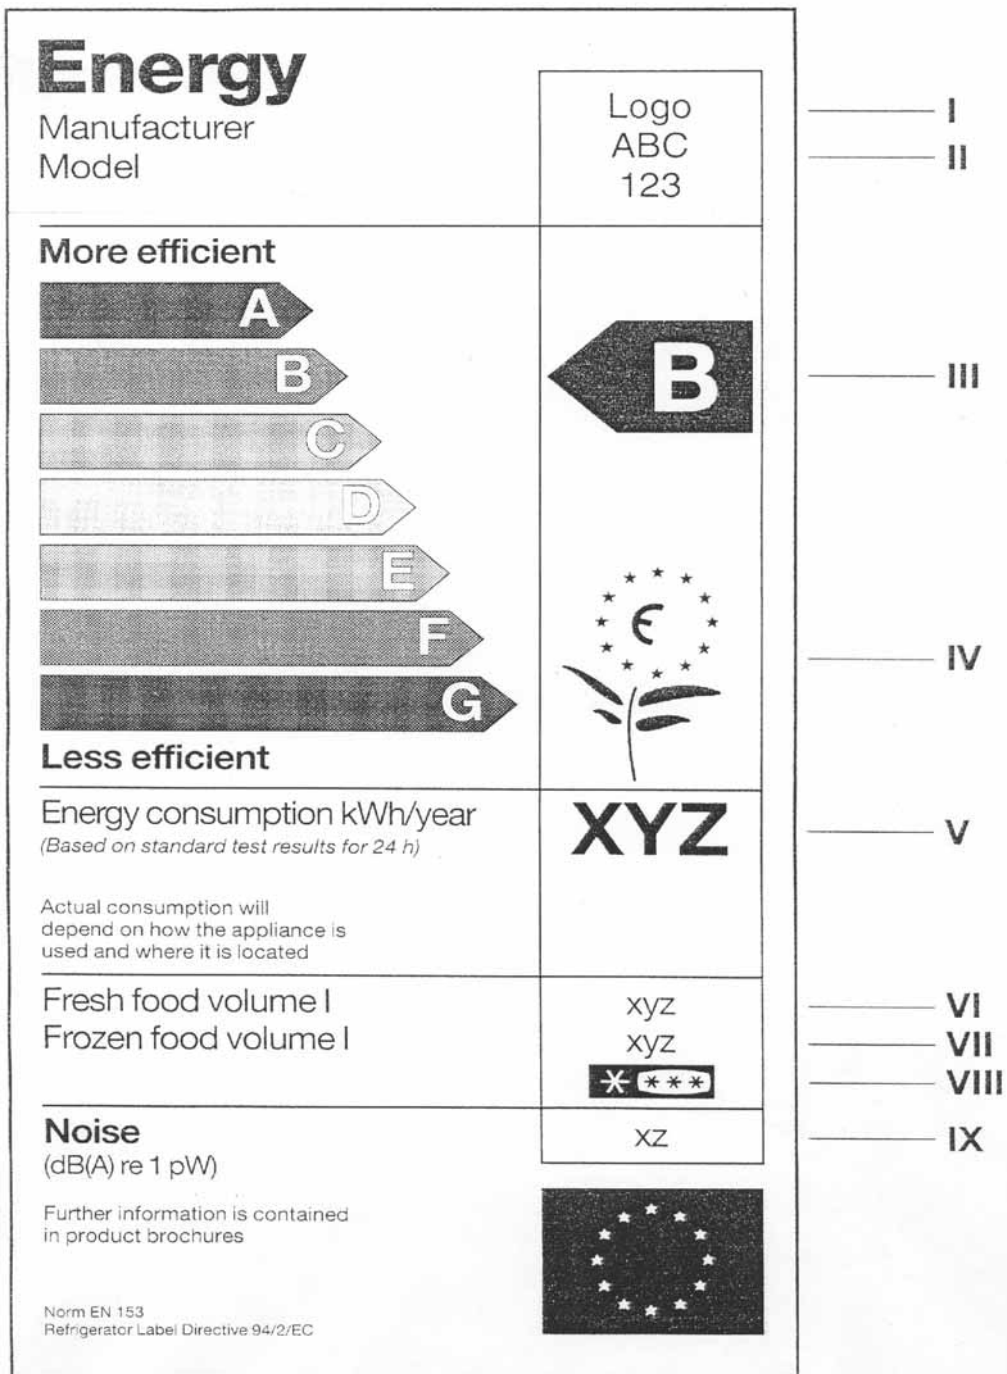 Energy
Manufacturer
Model
Logo
ABC
123
I
II
More efficient
A
B
C
D
E
F
G
Less efficient
B
III
IV
Energy consumption kWh/year
(Based on standard test results for 24 h)
XYZ
V
Actual consumption will
depend on how the appliance is
used and where it is located
Fresh food volume l
xyz
VI
Frozen food volume l
xyz
VII
VIII
Noise
(dB(A) re 1 pW)
xz
IX
Further information is contained
in product brochures
Norm EN 153
Refrigerator Label Directive 94/2/EC